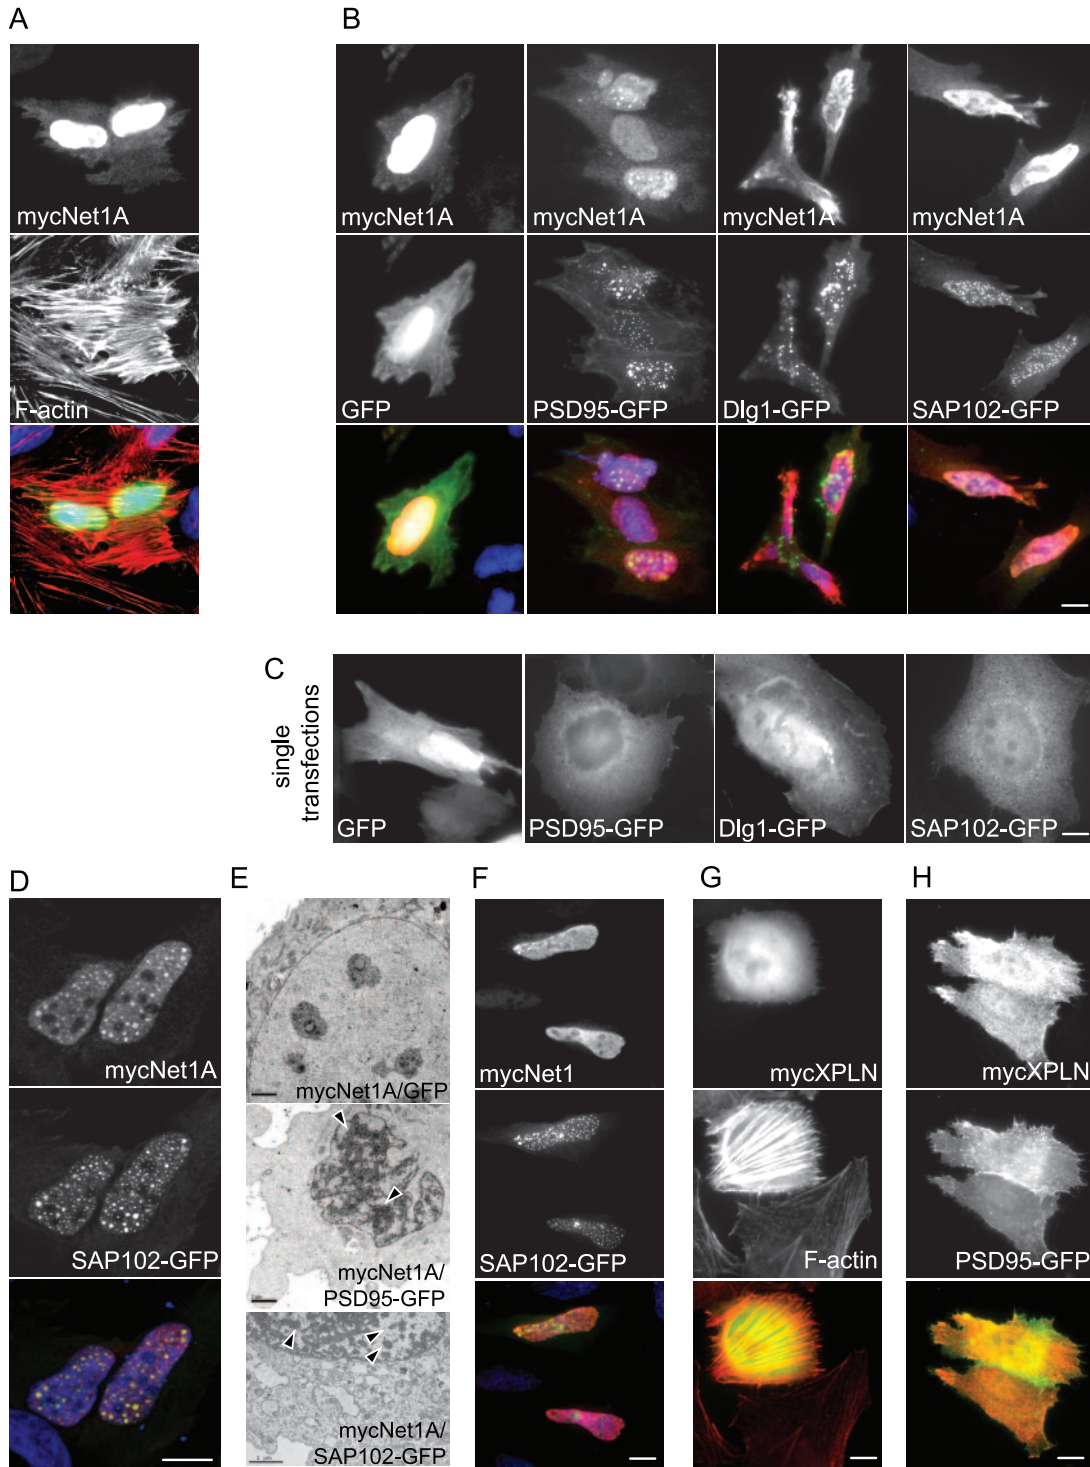 A
B
mycNet1A
mycNet1A
mycNet1A
mycNet1A
mycNet1A
F-actin
GFP
PSD95-GFP
Dlg1-GFP
SAP102-GFP
C
single
transfections
GFP
PSD95-GFP
Dlg1-GFP
SAP102-GFP
D
E
F
G
H
mycNet1A
mycNet1A/GFP
mycNet1
mycXPLN
mycXPLN
SAP102-GFP
mycNet1A/
PSD95-GFP
SAP102-GFP
F-actin
PSD95-GFP
mycNet1A/
SAP102-GFP